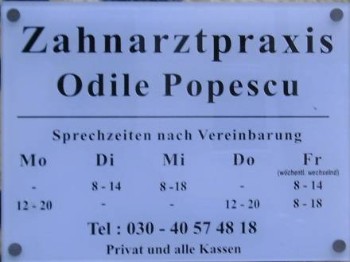 Zahnarztpraxis
Odile Popescu
Sprechzeiten nach Vereinbarung
Mo Di Mi Do Fr
(wöchentl. wechselnd)
- 8 - 14 8 -18 - 8 - 14
12 - 20 - - 12 - 20 8 - 18
Tel : 030 - 40 57 48 18
Privat und alle Kassen